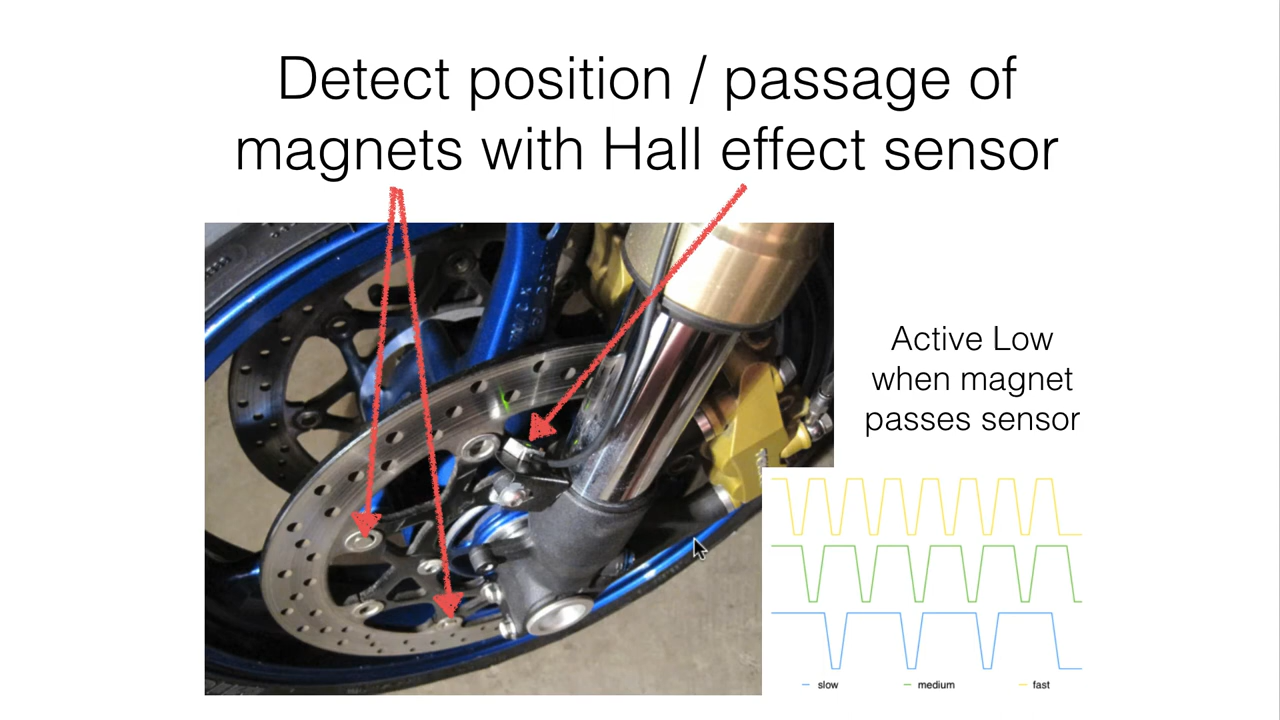 Detect position / passage of
magnets with Hall effect sensor
Active Low
when magnet
passes sensor
slow
medium
fast